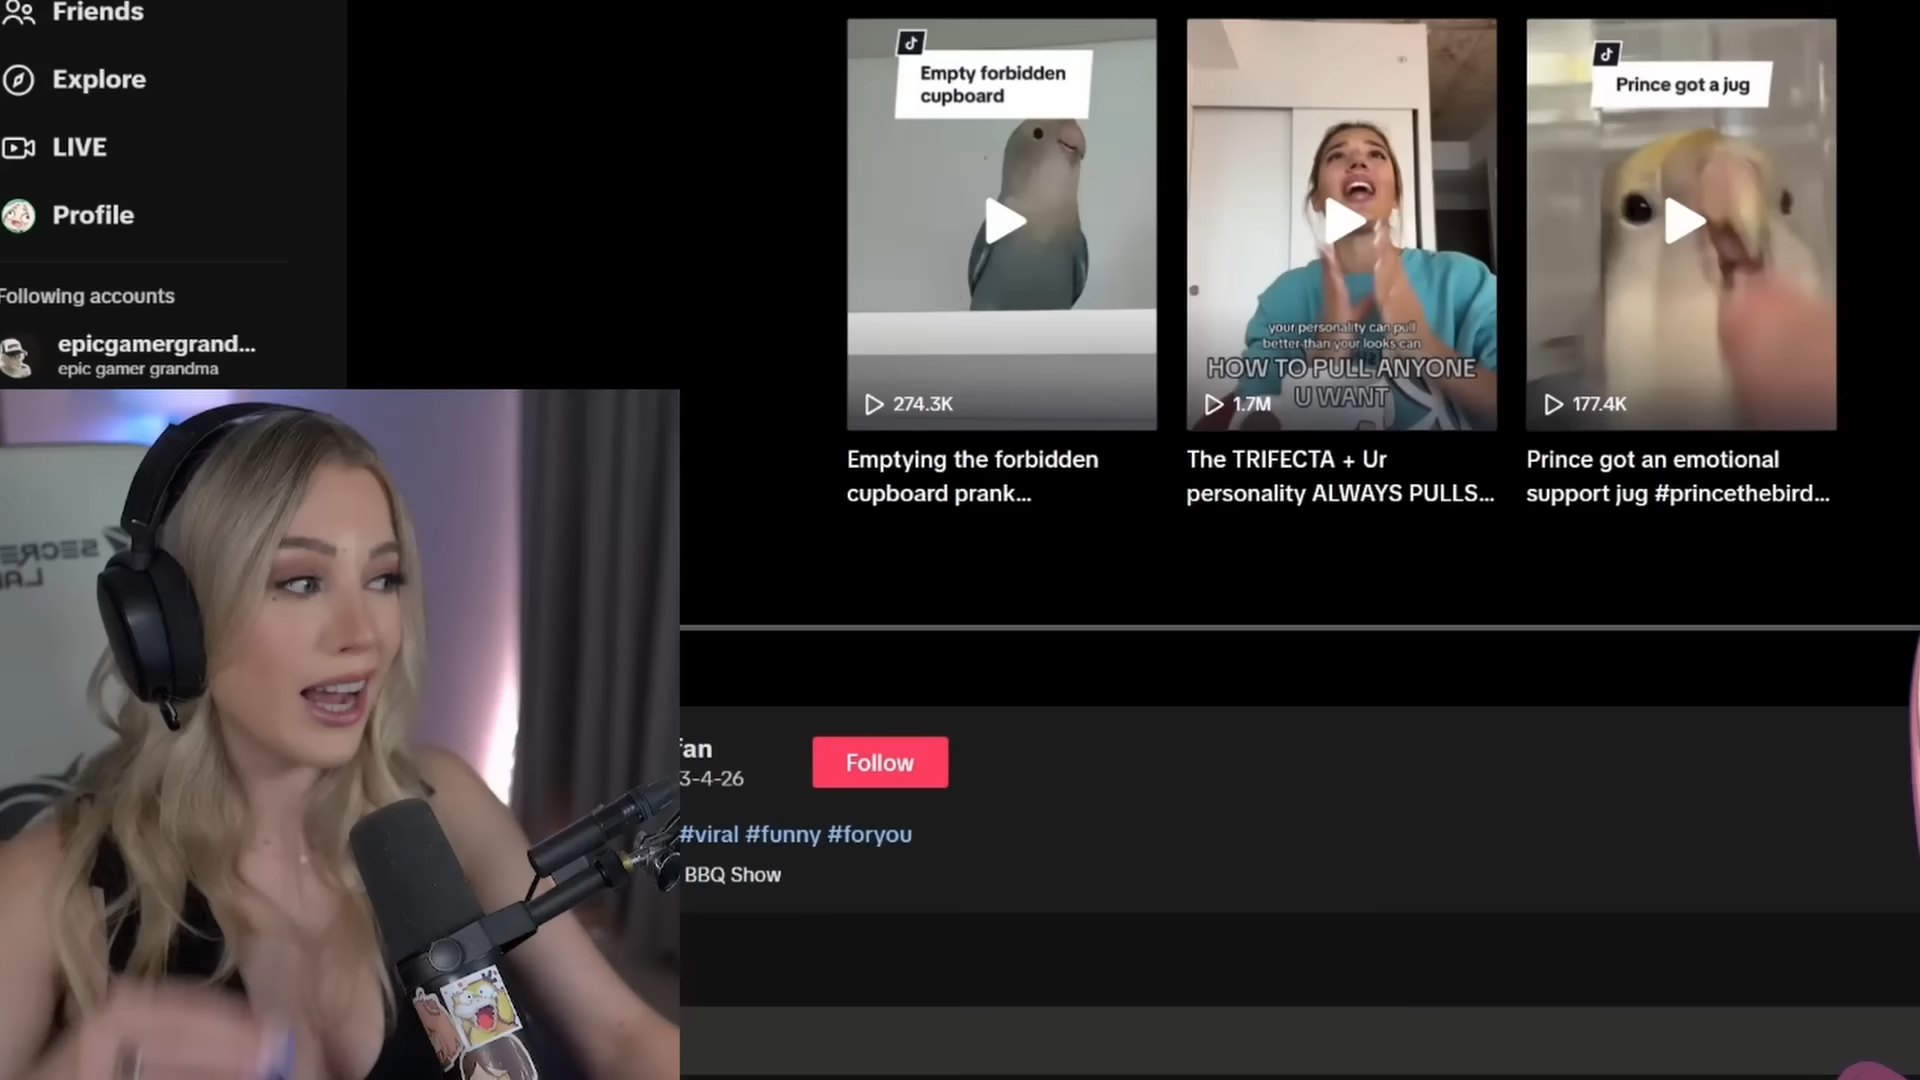 Friends
Explore
LIVE
Profile
Following accounts
epicgamergrand...
epic gamer grandma
Empty forbidden
cupboard
274.3K
Emptying the forbidden
cupboard prank...
your personality can pull
better than your looks can
HOW TO PULL ANYONE
U WANT
1.7M
The TRIFECTA + Ur
personality ALWAYS PULLS...
Prince got a jug
177.4K
Prince got an emotional
support jug #princethebird...
fan
3-4-26
Follow
#viral #funny #foryou
BBQ Show
SECRE
LA